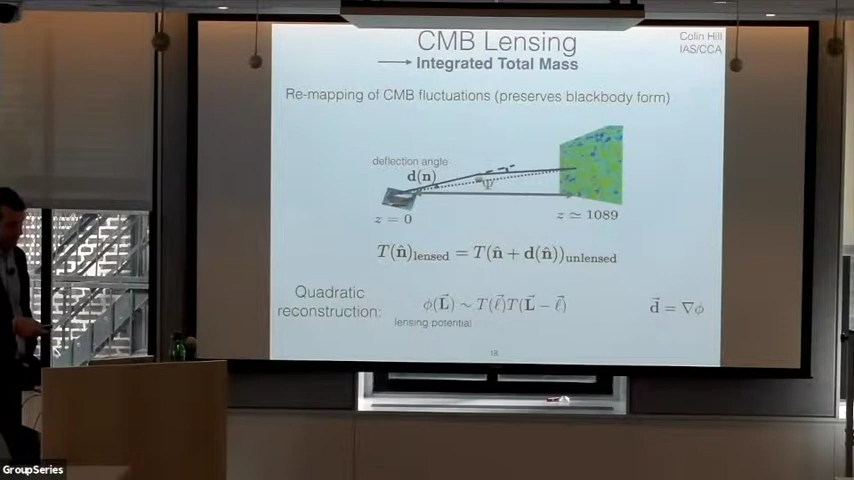 CMB Lensing
Colin Hill
IAS/CCA
→ Integrated Total Mass
Re-mapping of CMB fluctuations (preserves blackbody form)
deflection angle
d(n)
Ψ
z = 0
z ≃ 1089
T(n̂)lensed = T(n̂ + d(n̂))unlensed
Quadratic
reconstruction:
ϕ(L⃗) ~ T(ℓ⃗)T(L⃗ − ℓ⃗)
d⃗ = ∇ϕ
lensing potential
18
GroupSeries